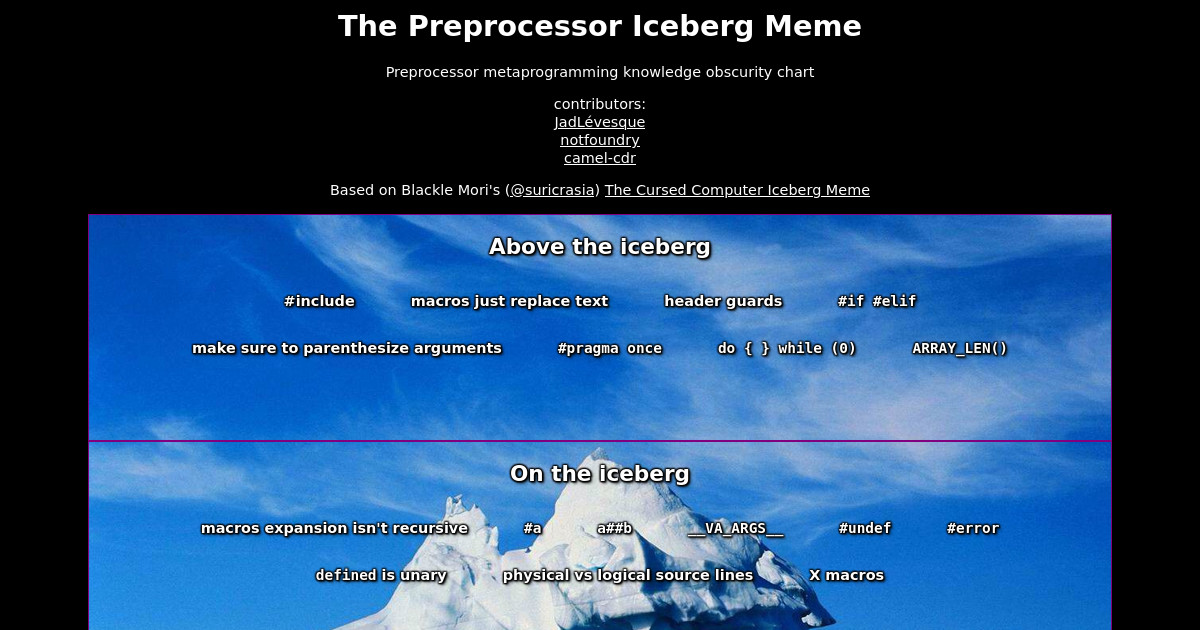 The Preprocessor Iceberg Meme
Preprocessor metaprogramming knowledge obscurity chart
contributors:
JadLévesque
notfoundry
camel-cdr
Based on Blackle Mori's (@suricrasia) The Cursed Computer Iceberg Meme
Above the iceberg
#include macros just replace text header guards #if #elif
make sure to parenthesize arguments #pragma once do { } while (0) ARRAY_LEN()
On the iceberg
macros expansion isn't recursive #a a##b __VA_ARGS__ #undef #error
defined is unary physical vs logical source lines X macros